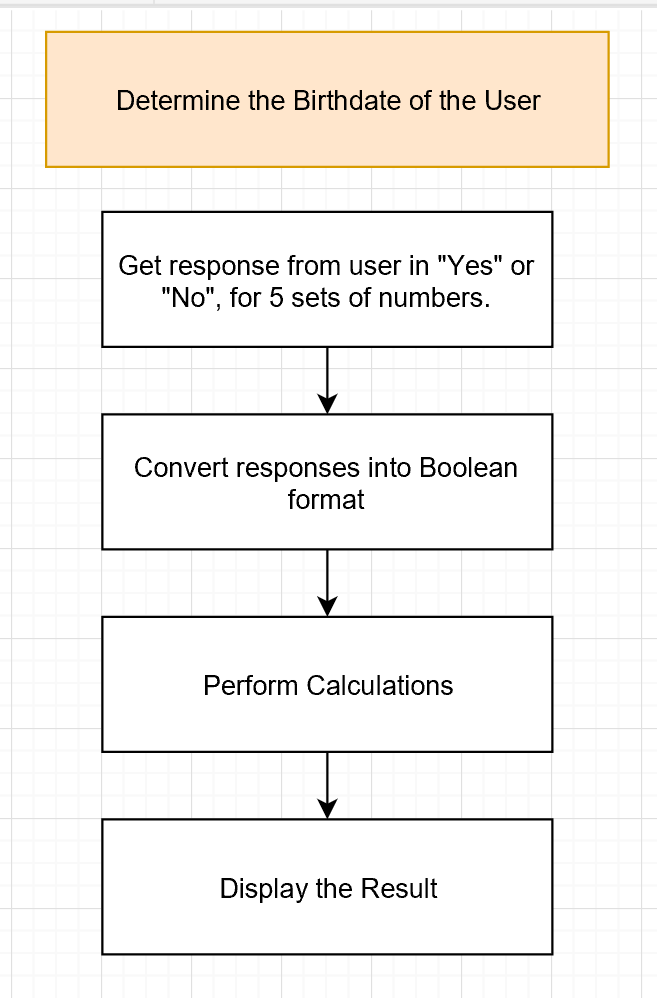 Determine the Birthdate of the User
Get response from user in "Yes" or
"No", for 5 sets of numbers.
Convert responses into Boolean
format
Perform Calculations
Display the Result